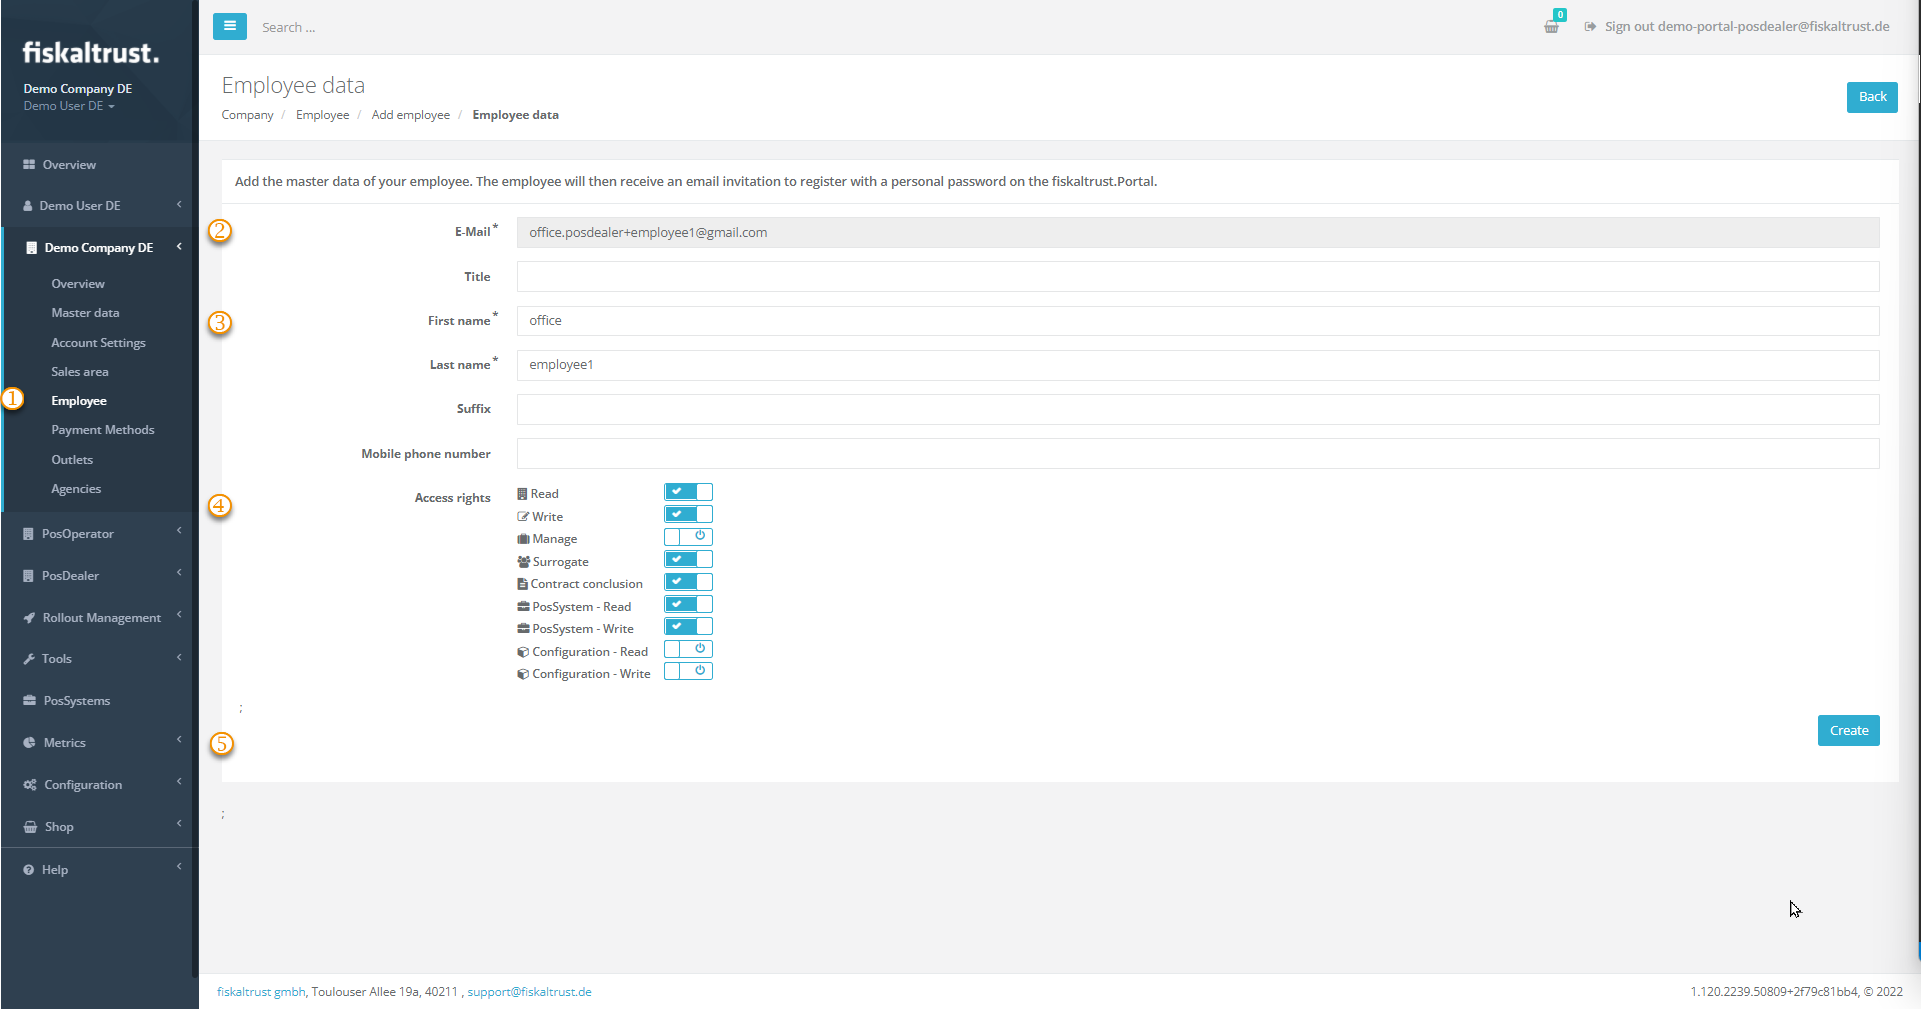 fiskaltrust.
Demo Company DE
Demo User DE
Overview
Demo User DE
Demo Company DE
Overview
Master data
Account Settings
Sales area
1
Employee
Payment Methods
Outlets
Agencies
PosOperator
PosDealer
Rollout Management
Tools
PosSystems
Metrics
Configuration
Shop
Help
Search ...
0
Sign out demo-portal-posdealer@fiskaltrust.de
Employee data
Company / Employee / Add employee / Employee data
Back
Add the master data of your employee. The employee will then receive an email invitation to register with a personal password on the fiskaltrust.Portal.
2 E-Mail* office.posdealer+employee1@gmail.com
Title
3 First name* office
Last name* employee1
Suffix
Mobile phone number
4 Access rights Read
Write
Manage
Surrogate
Contract conclusion
PosSystem - Read
PosSystem - Write
Configuration - Read
Configuration - Write
;
5 Create
;
fiskaltrust gmbh, Toulouser Allee 19a, 40211 , support@fiskaltrust.de
1.120.2239.50809+2f79c81bb4, © 2022